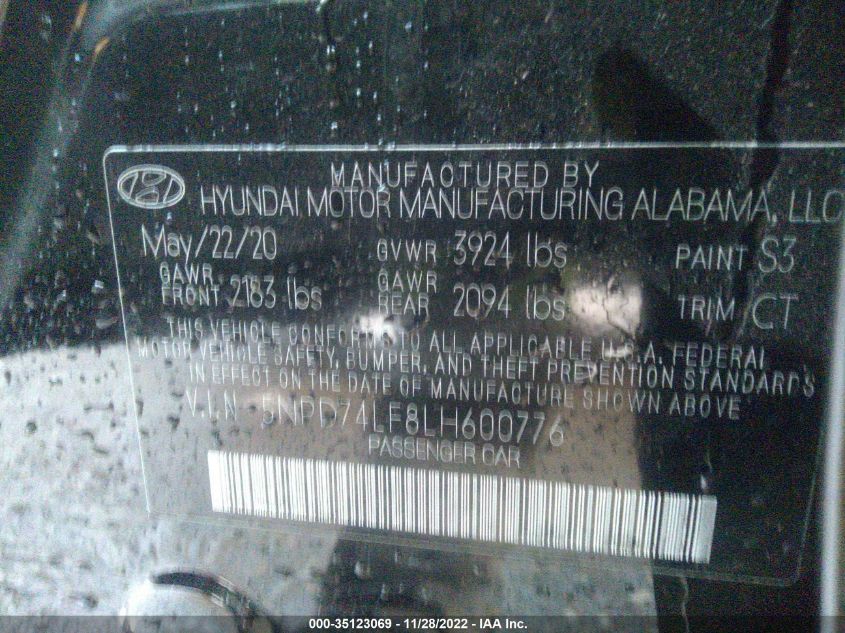 MANUFACTURED BY
HYUNDAI MOTOR MANUFACTURING ALABAMA, LLC
May/22/20 GVWR 3924 lbs PAINT S3
GAWR FRONT 2183 lbs GAWR REAR 2094 lbs TRIM CT
THIS VEHICLE CONFORMS TO ALL APPLICABLE U.S.A. FEDERAL
MOTOR VEHICLE SAFETY, BUMPER, AND THEFT PREVENTION STANDARDS
IN EFFECT ON THE DATE OF MANUFACTURE SHOWN ABOVE
V.I.N. 5NPD74LF8LH600776
PASSENGER CAR
000-35123069 - 11/28/2022 - IAA Inc.